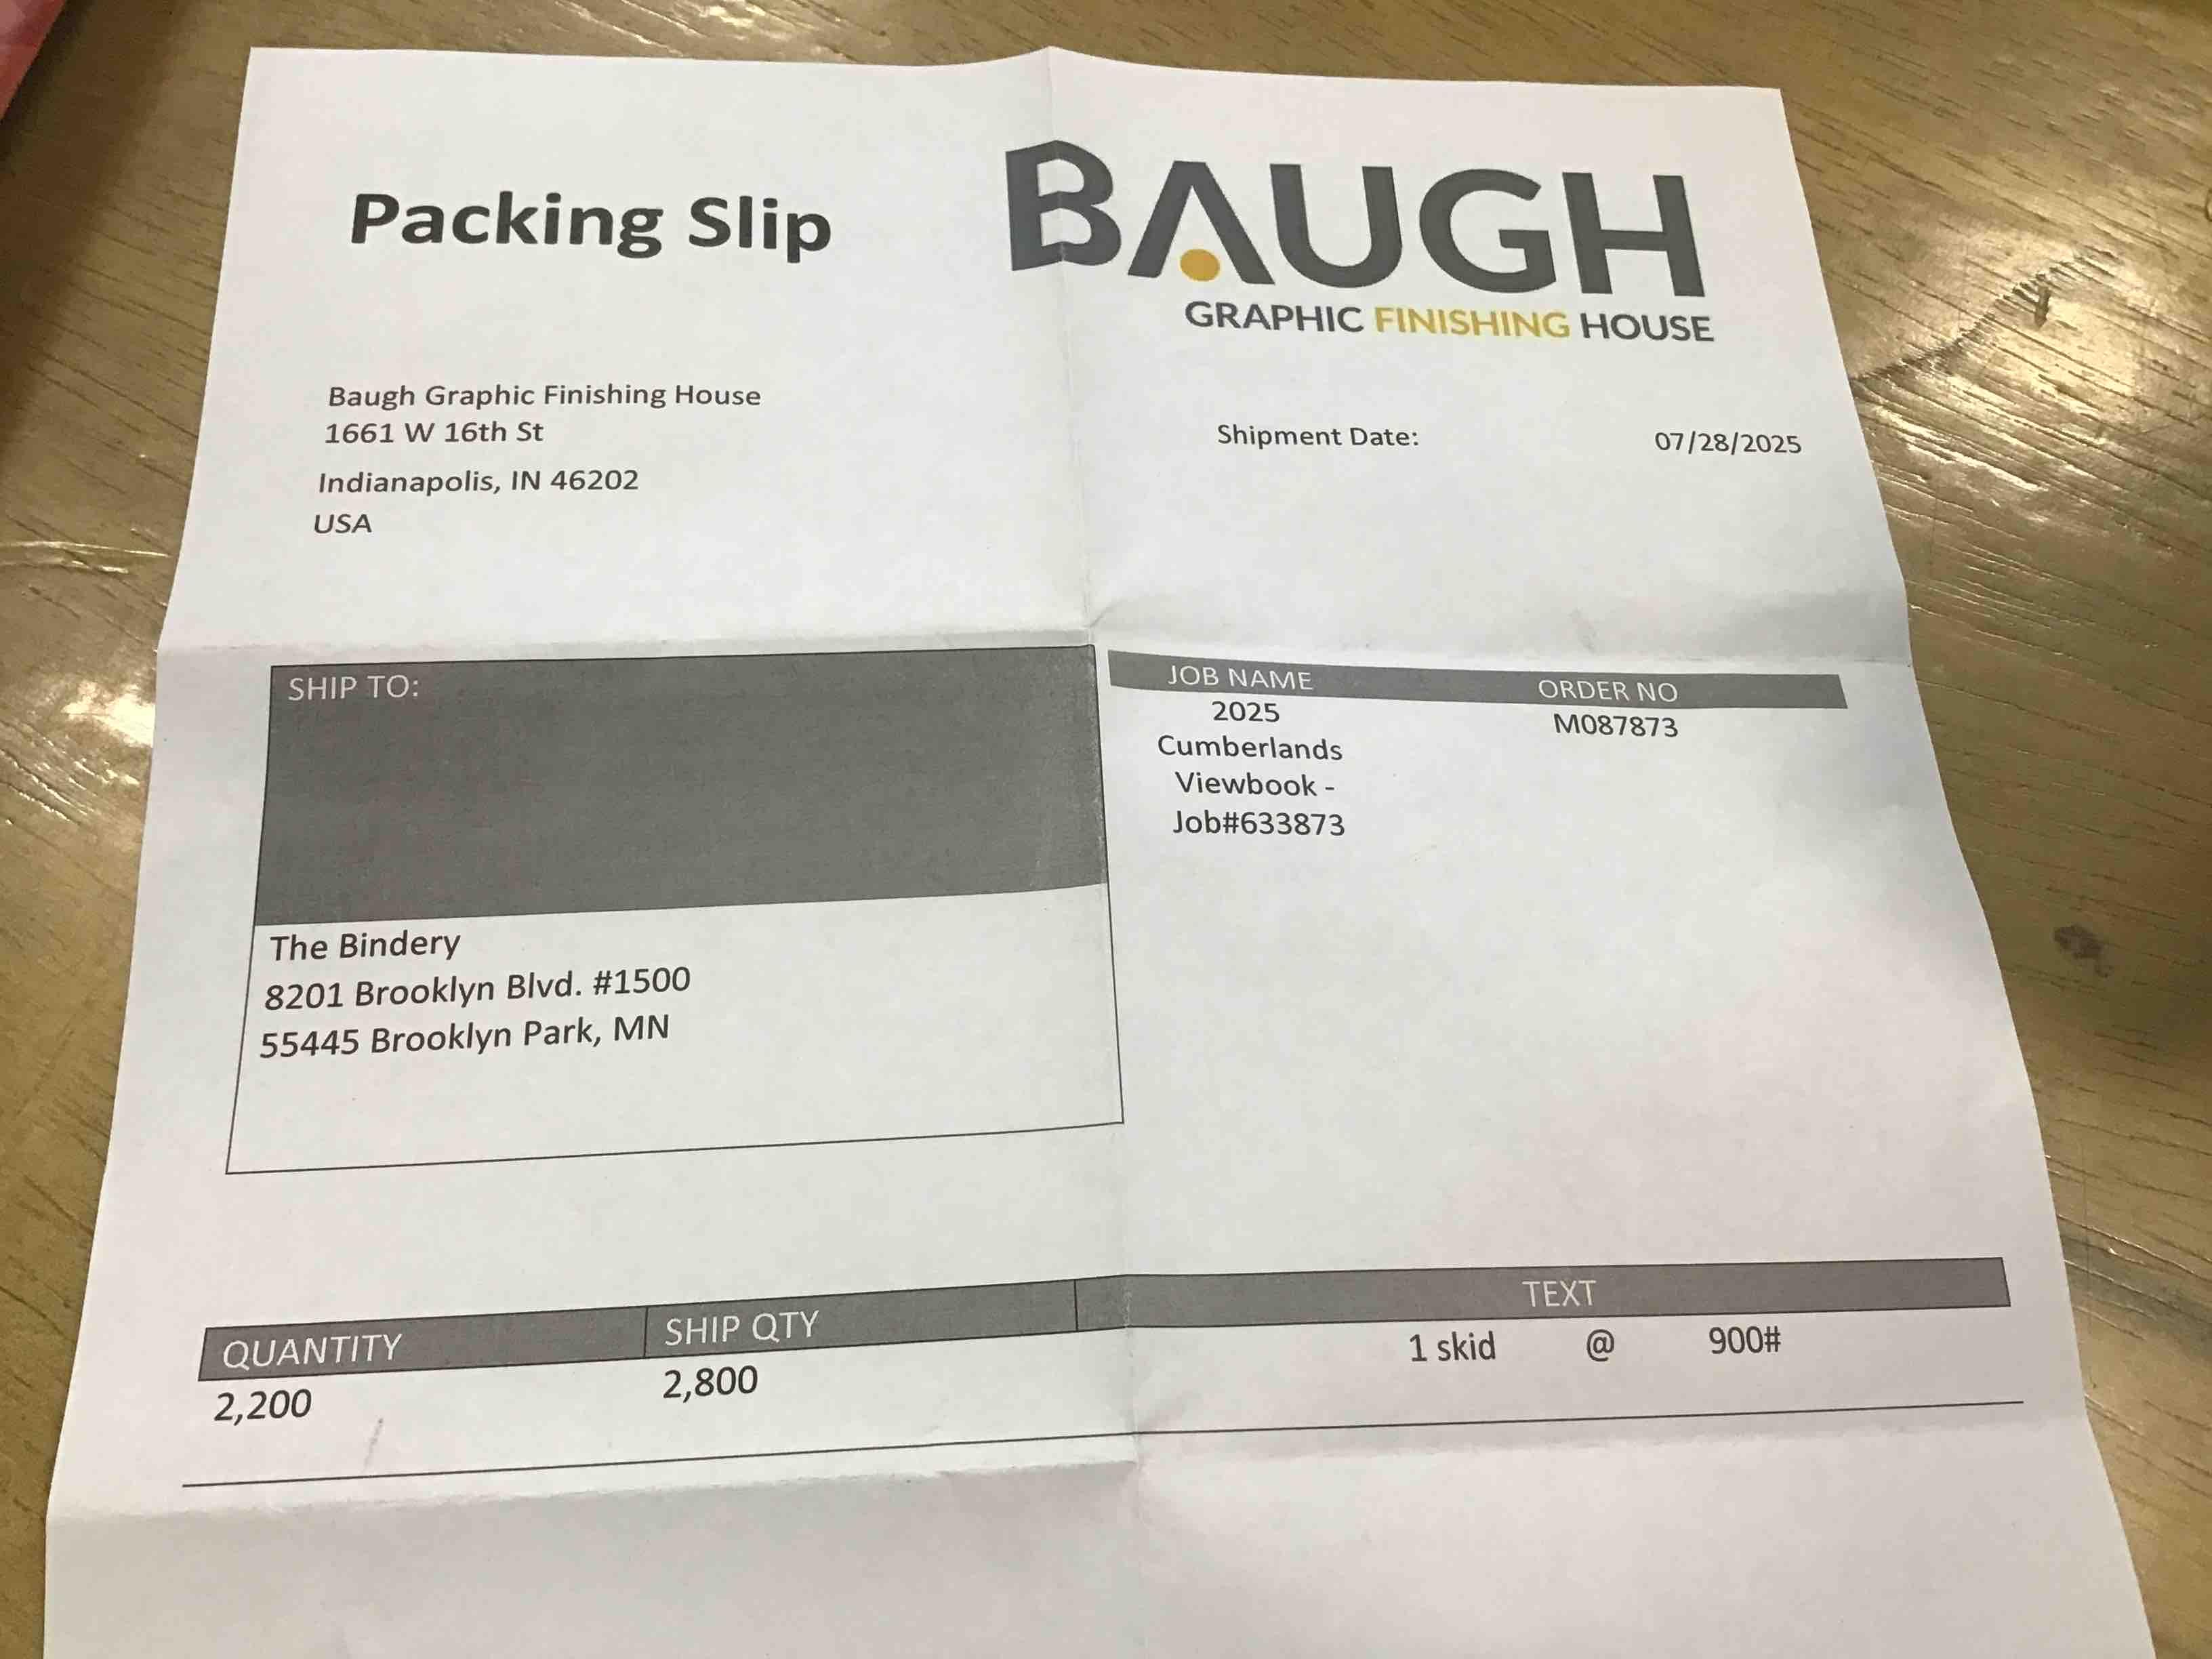 Packing Slip
BAUGH
GRAPHIC FINISHING HOUSE
Baugh Graphic Finishing House
1661 W 16th St
Indianapolis, IN 46202
USA
Shipment Date: 07/28/2025
SHIP TO:
The Bindery
8201 Brooklyn Blvd. #1500
55445 Brooklyn Park, MN
JOB NAME ORDER NO
2025 M087873
Cumberlands
Viewbook -
Job#633873
QUANTITY SHIP QTY TEXT
2,200 2,800 1 skid @ 900#